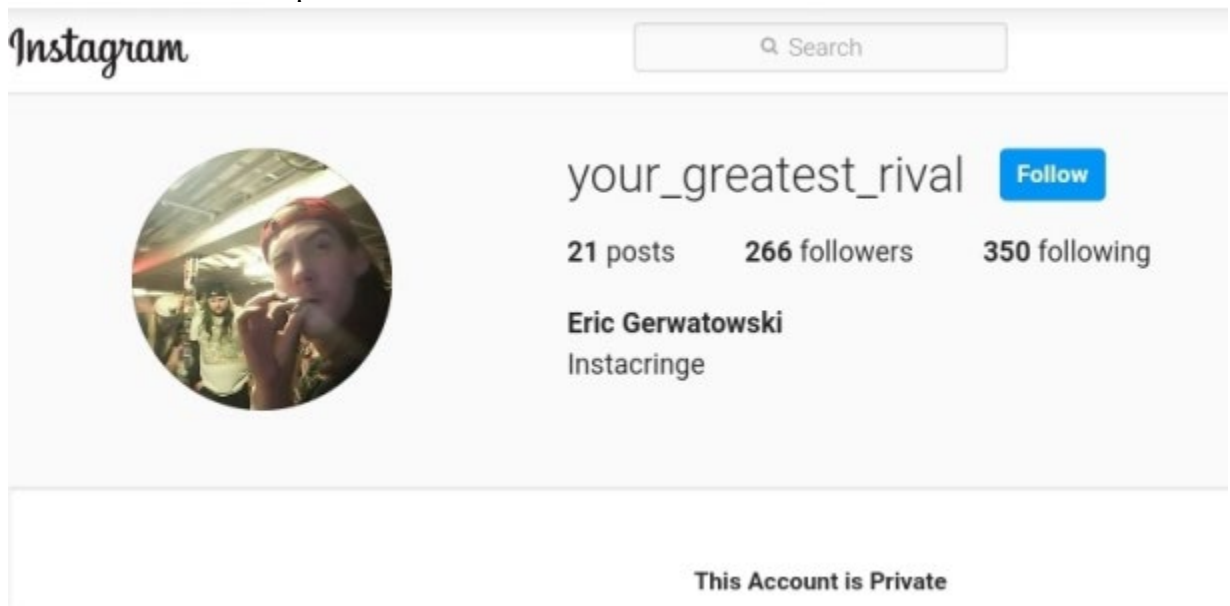 Instagram
Search
your_greatest_rival Follow
21 posts 266 followers 350 following
Eric Gerwatowski
Instacringe
This Account is Private